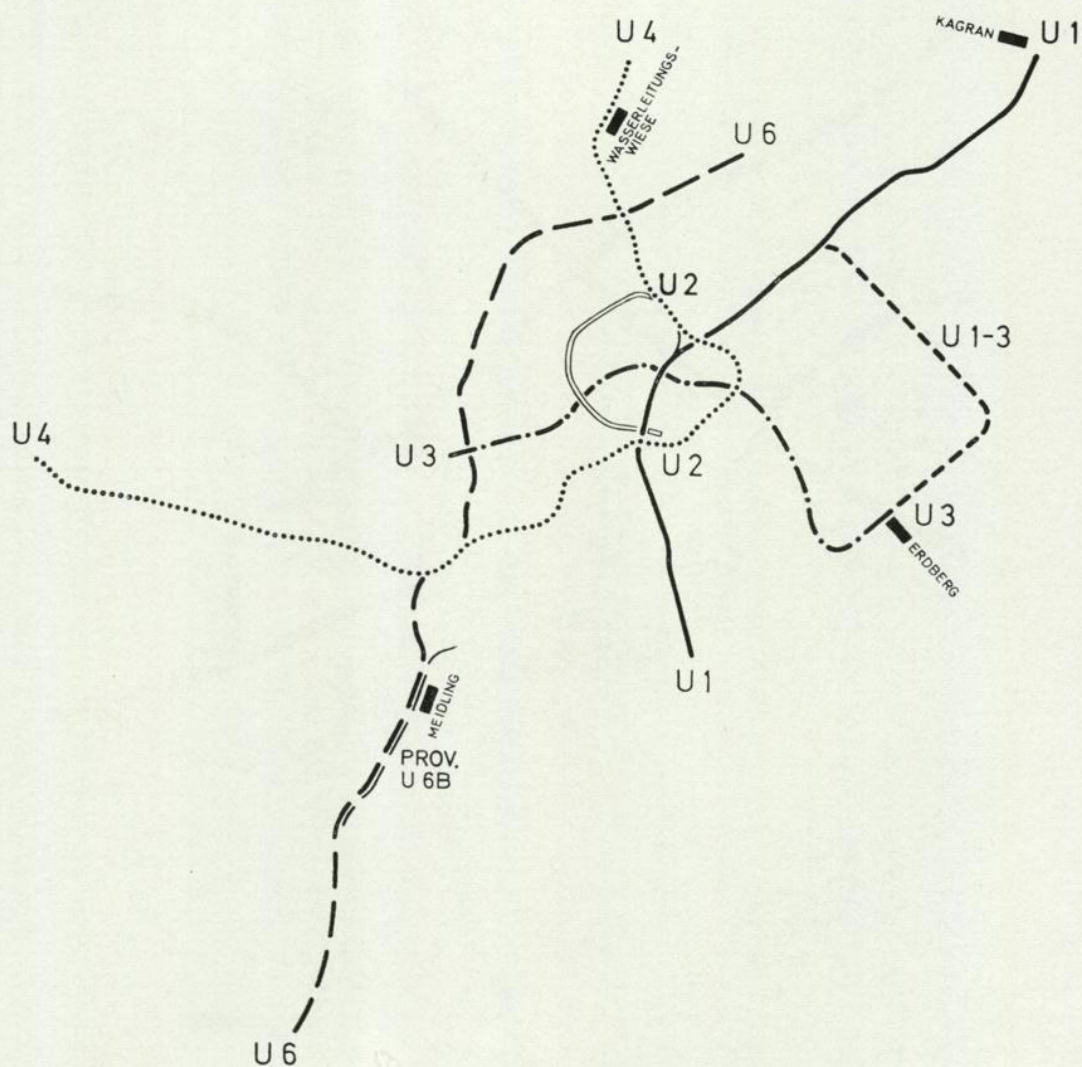 U 4
KAGRAN
U 1
WASSERLEITUNGS-
WIESE
U 6
U 2
U 1-3
U 4
U 3
U 2
U 3
ERDBERG
U 1
MEIDLING
PROV.
U 6B
U 6